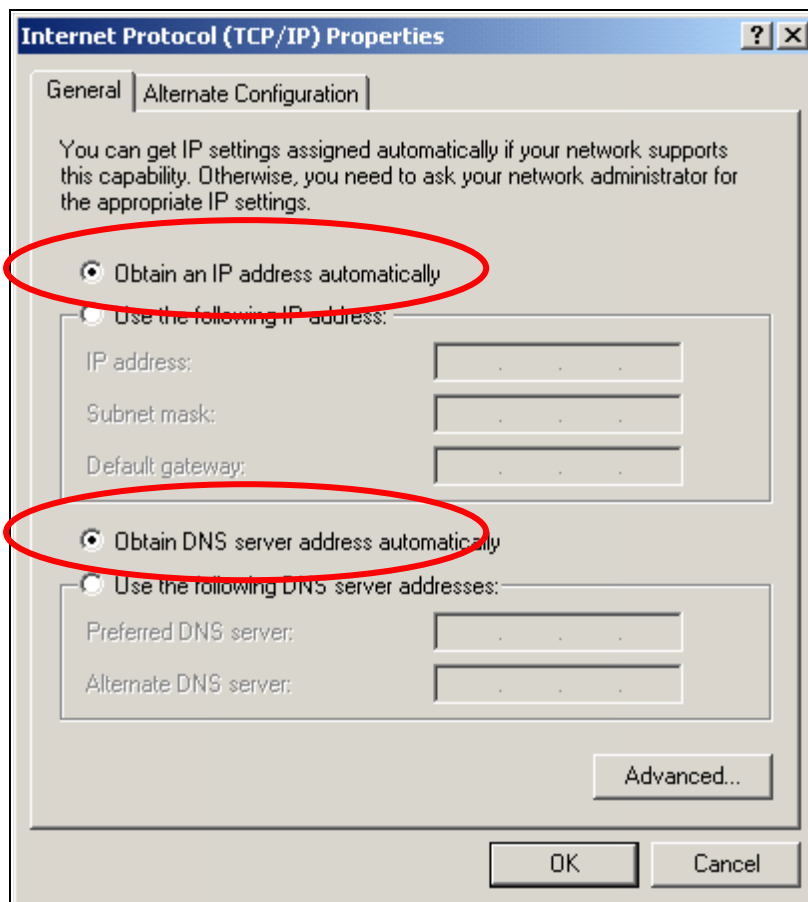 Internet Protocol (TCP/IP) Properties
General
Alternate Configuration
You can get IP settings assigned automatically if your network supports
this capability. Otherwise, you need to ask your network administrator for
the appropriate IP settings.
Obtain an IP address automatically
Use the following IP address:
IP address:
Subnet mask:
Default gateway:
Obtain DNS server address automatically
Use the following DNS server addresses:
Preferred DNS server:
Alternate DNS server:
Advanced...
OK
Cancel